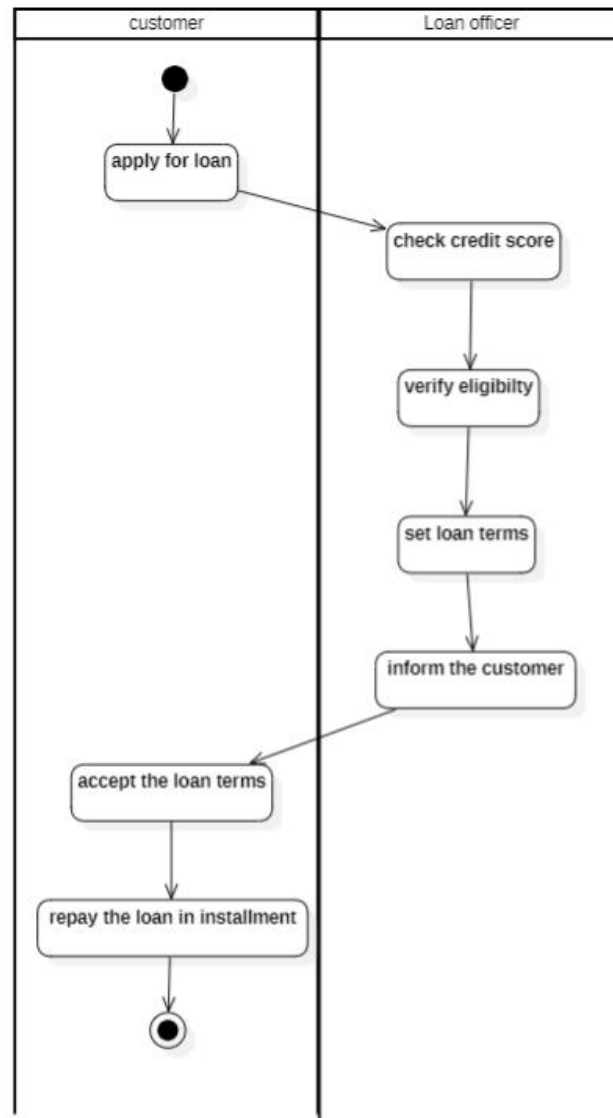 customer
Loan officer
apply for loan
check credit score
verify eligibilty
set loan terms
inform the customer
accept the loan terms
repay the loan in installment